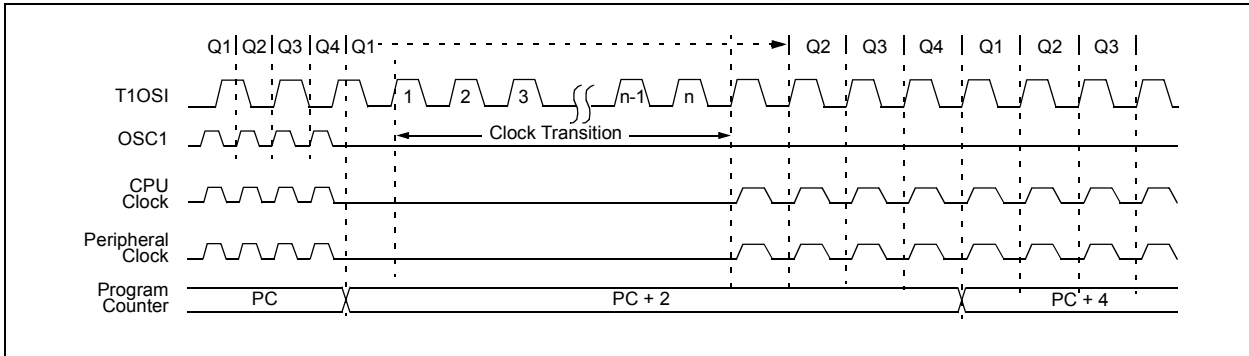 Q1 Q2 Q3 Q4 Q1 Q2 Q3 Q4 Q1 Q2 Q3
T1OSI
1 2 3 n-1 n
Clock Transition
OSC1
CPU
Clock
Peripheral
Clock
Program
Counter
PC PC + 2 PC + 4